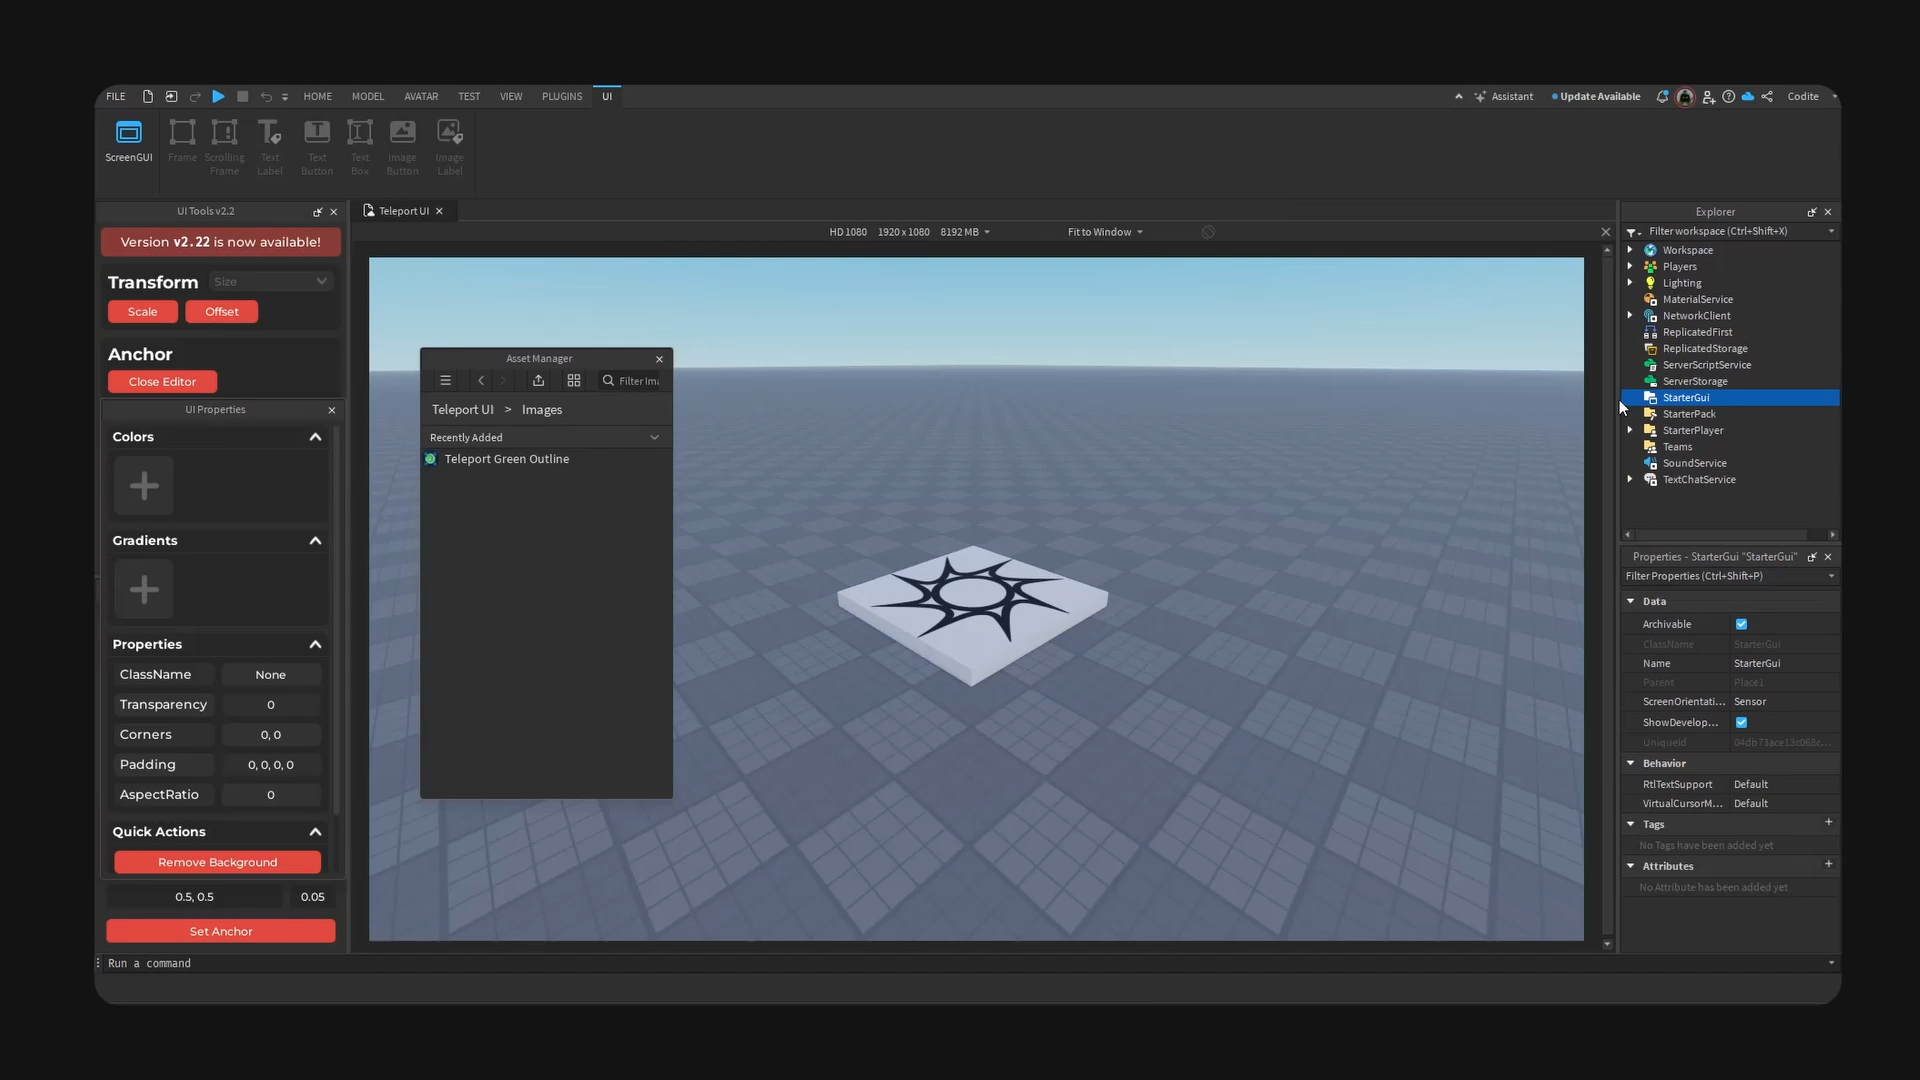 FILE HOME MODEL AVATAR TEST VIEW PLUGINS UI Assistant Update Available Codite
ScreenGUI Frame Scrolling Frame Text Label Text Button Text Box Image Button Image Label
UI Tools v2.2
Version v2.22 is now available!
Transform Size
Scale Offset
Anchor
Close Editor
UI Properties
Colors
Gradients
Properties
ClassName None
Transparency 0
Corners 0, 0
Padding 0, 0, 0, 0
AspectRatio 0
Quick Actions
Remove Background
0.5, 0.5 0.05
Set Anchor
Run a command
Teleport UI
HD 1080 1920 x 1080 8192 MB Fit to Window
Asset Manager
Filter Im
Teleport UI > Images
Recently Added
Teleport Green Outline
Explorer
Filter workspace (Ctrl+Shift+X)
Workspace
Players
Lighting
MaterialService
NetworkClient
ReplicatedFirst
ReplicatedStorage
ServerScriptService
ServerStorage
StarterGui
StarterPack
StarterPlayer
Teams
SoundService
TextChatService
Properties - StarterGui "StarterGui"
Filter Properties (Ctrl+Shift+P)
Data
Archivable
ClassName StarterGui
Name StarterGui
Parent Place1
ScreenOrientati... Sensor
ShowDevelop...
UniqueId 04db73ace13c068c...
Behavior
RtlTextSupport Default
VirtualCursorM... Default
Tags
No Tags have been added yet
Attributes
No Attribute has been added yet